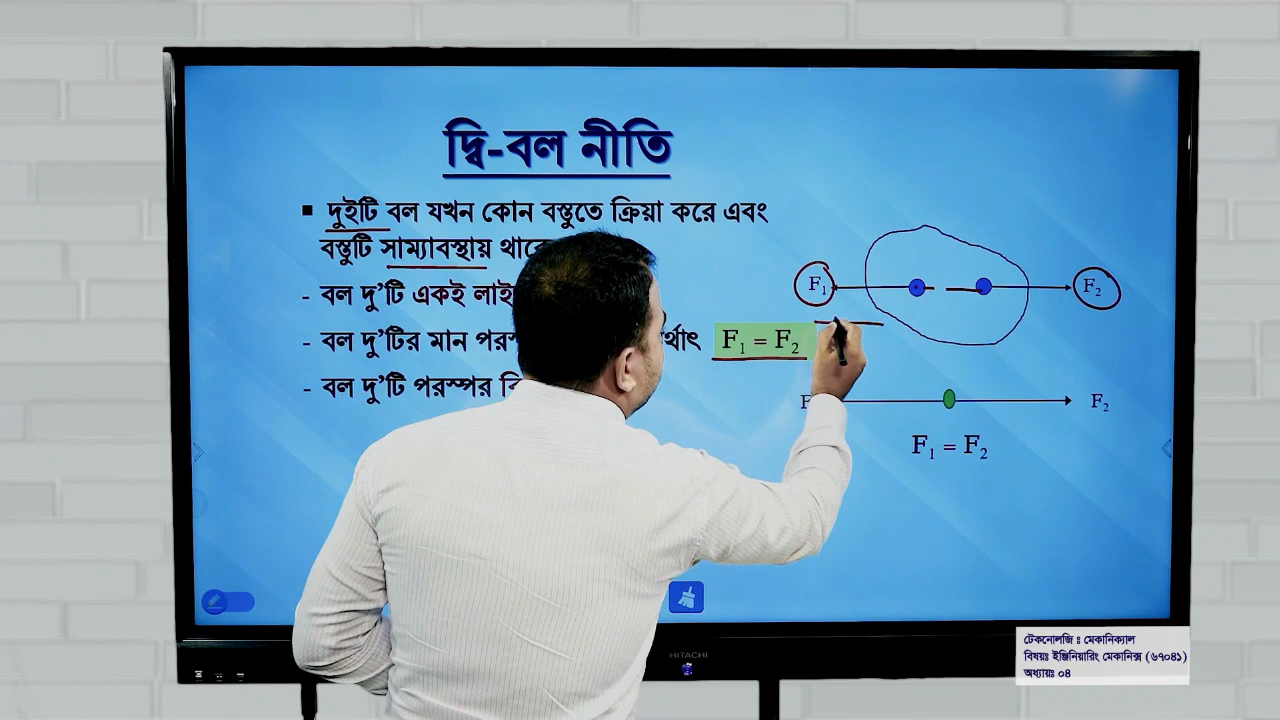 দ্বি-বল নীতি
▪ দুইটি বল যখন কোন বস্তুতে ক্রিয়া করে এবং
বস্তুটি সাম্যাবস্থায়
- বল দু’টি একই
- বল দু’টির মান F₁ = F₂
- বল দু’টি পরস্পর
F₁ F₂
F₂
F₁ = F₂
HITACHI
টেকনোলজি ঃ মেকানিক্যাল
বিষয়ঃ ইঞ্জিনিয়ারিং মেকানিক্স (৬৭০৪১)
অধ্যায়ঃ ০৪